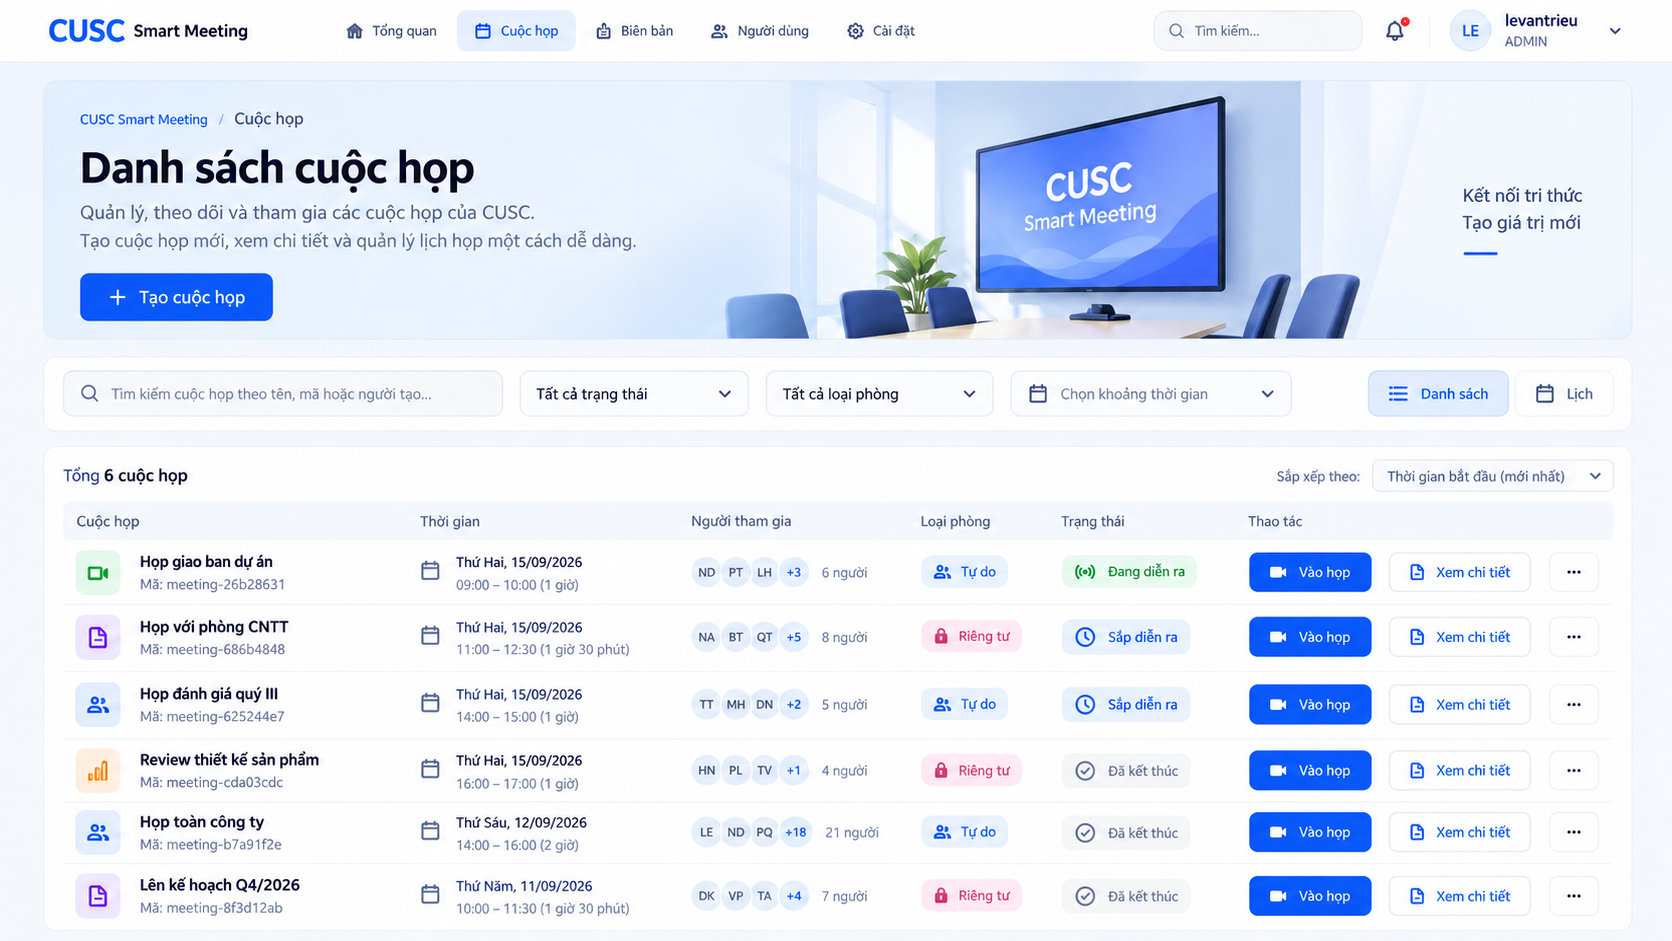 CUSC Smart Meeting
Tổng quan
Cuộc họp
Biên bản
Người dùng
Cài đặt
Tìm kiếm...
LE
levantrieu
ADMIN
CUSC Smart Meeting / Cuộc họp
Danh sách cuộc họp
Quản lý, theo dõi và tham gia các cuộc họp của CUSC.
Tạo cuộc họp mới, xem chi tiết và quản lý lịch họp một cách dễ dàng.
+ Tạo cuộc họp
CUSC
Smart Meeting
Kết nối tri thức
Tạo giá trị mới
Tìm kiếm cuộc họp theo tên, mã hoặc người tạo...
Tất cả trạng thái
Tất cả loại phòng
Chọn khoảng thời gian
Danh sách
Lịch
Tổng 6 cuộc họp
Sắp xếp theo: Thời gian bắt đầu (mới nhất)
Cuộc họp Thời gian Người tham gia Loại phòng Trạng thái Thao tác
Họp giao ban dự án
Mã: meeting-26b28631
Thứ Hai, 15/09/2026
09:00 – 10:00 (1 giờ)
ND PT LH +3 6 người
Tự do
Đang diễn ra
Vào họp
Xem chi tiết
Họp với phòng CNTT
Mã: meeting-686b4848
Thứ Hai, 15/09/2026
11:00 – 12:30 (1 giờ 30 phút)
NA BT QT +5 8 người
Riêng tư
Sắp diễn ra
Vào họp
Xem chi tiết
Họp đánh giá quý III
Mã: meeting-625244e7
Thứ Hai, 15/09/2026
14:00 – 15:00 (1 giờ)
TT MH DN +2 5 người
Tự do
Sắp diễn ra
Vào họp
Xem chi tiết
Review thiết kế sản phẩm
Mã: meeting-cda03cdc
Thứ Hai, 15/09/2026
16:00 – 17:00 (1 giờ)
HN PL TV +1 4 người
Riêng tư
Đã kết thúc
Vào họp
Xem chi tiết
Họp toàn công ty
Mã: meeting-b7a91f2e
Thứ Sáu, 12/09/2026
14:00 – 16:00 (2 giờ)
LE ND PQ +18 21 người
Tự do
Đã kết thúc
Vào họp
Xem chi tiết
Lên kế hoạch Q4/2026
Mã: meeting-8f3d12ab
Thứ Năm, 11/09/2026
10:00 – 11:30 (1 giờ 30 phút)
DK VP TA +4 7 người
Riêng tư
Đã kết thúc
Vào họp
Xem chi tiết